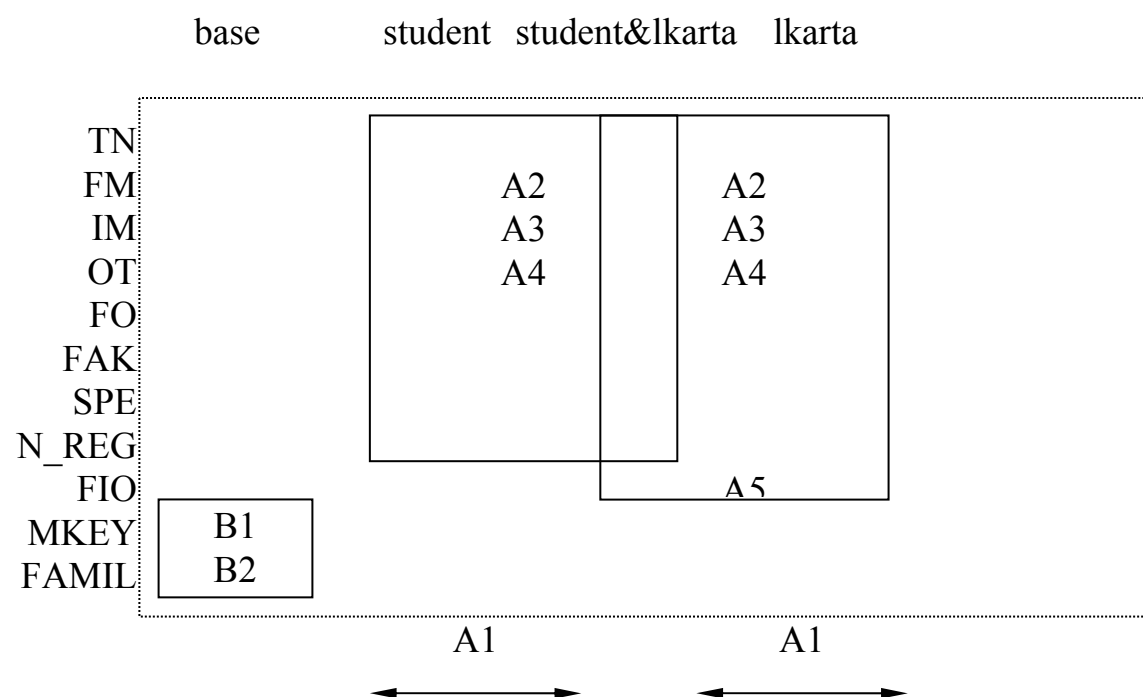 base student student&lkarta lkarta
TN
FM A2 A2
IM A3 A3
OT A4 A4
FO
FAK
SPE
N_REG
FIO A5
MKEY B1
FAMIL B2
A1 A1